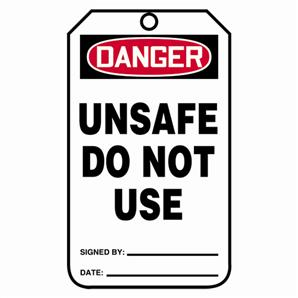 DANGER
UNSAFE
DO NOT
USE
SIGNED BY:
DATE: